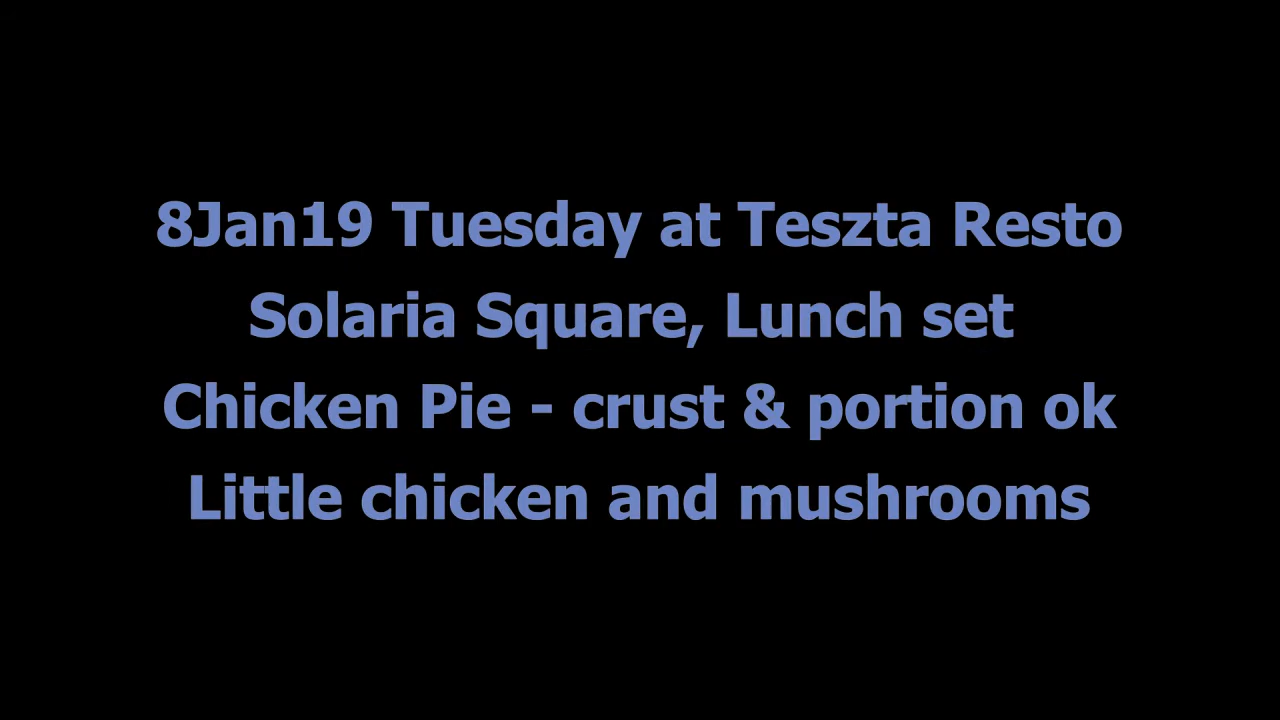 8Jan19 Tuesday at Teszta Resto
Solaria Square, Lunch set
Chicken Pie - crust & portion ok
Little chicken and mushrooms